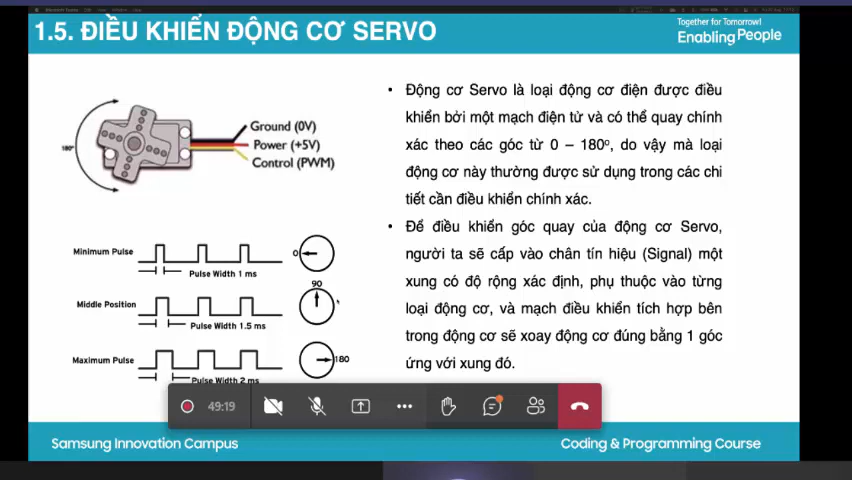 1.5. ĐIỀU KHIỂN ĐỘNG CƠ SERVO
Together for Tomorrow!
Enabling People
180°
Ground (0V)
Power (+5V)
Control (PWM)
Minimum Pulse
Pulse Width 1 ms
0
Middle Position
Pulse Width 1.5 ms
90
Maximum Pulse
Pulse Width 2 ms
180
• Động cơ Servo là loại động cơ điện được điều
khiển bởi một mạch điện tử và có thể quay chính
xác theo các góc từ 0 – 180º, do vậy mà loại
động cơ này thường được sử dụng trong các chi
tiết cần điều khiển chính xác.
• Để điều khiển góc quay của động cơ Servo,
người ta sẽ cấp vào chân tín hiệu (Signal) một
xung có độ rộng xác định, phụ thuộc vào từng
loại động cơ, và mạch điều khiển tích hợp bên
trong động cơ sẽ xoay động cơ đúng bằng 1 góc
ứng với xung đó.
49:19
Samsung Innovation Campus
Coding & Programming Course